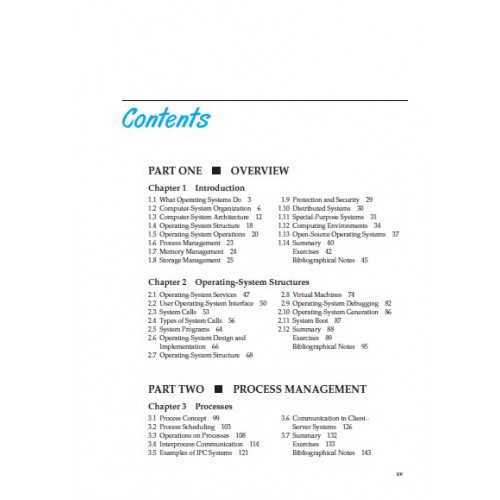 Contents
PART ONE ■ OVERVIEW
Chapter 1 Introduction
1.1 What Operating Systems Do 3
1.2 Computer-System Organization 6
1.3 Computer-System Architecture 12
1.4 Operating-System Structure 18
1.5 Operating-System Operations 20
1.6 Process Management 23
1.7 Memory Management 24
1.8 Storage Management 25
1.9 Protection and Security 29
1.10 Distributed Systems 30
1.11 Special-Purpose Systems 31
1.12 Computing Environments 34
1.13 Open-Source Operating Systems 37
1.14 Summary 40
Exercises 42
Bibliographical Notes 45
Chapter 2 Operating-System Structures
2.1 Operating-System Services 47
2.2 User Operating-System Interface 50
2.3 System Calls 53
2.4 Types of System Calls 56
2.5 System Programs 64
2.6 Operating-System Design and
Implementation 66
2.7 Operating-System Structure 68
2.8 Virtual Machines 74
2.9 Operating-System Debugging 82
2.10 Operating-System Generation 86
2.11 System Boot 87
2.12 Summary 88
Exercises 89
Bibliographical Notes 95
PART TWO ■ PROCESS MANAGEMENT
Chapter 3 Processes
3.1 Process Concept 99
3.2 Process Scheduling 103
3.3 Operations on Processes 108
3.4 Interprocess Communication 114
3.5 Examples of IPC Systems 121
3.6 Communication in Client–
Server Systems 126
3.7 Summary 132
Exercises 133
Bibliographical Notes 143
xv